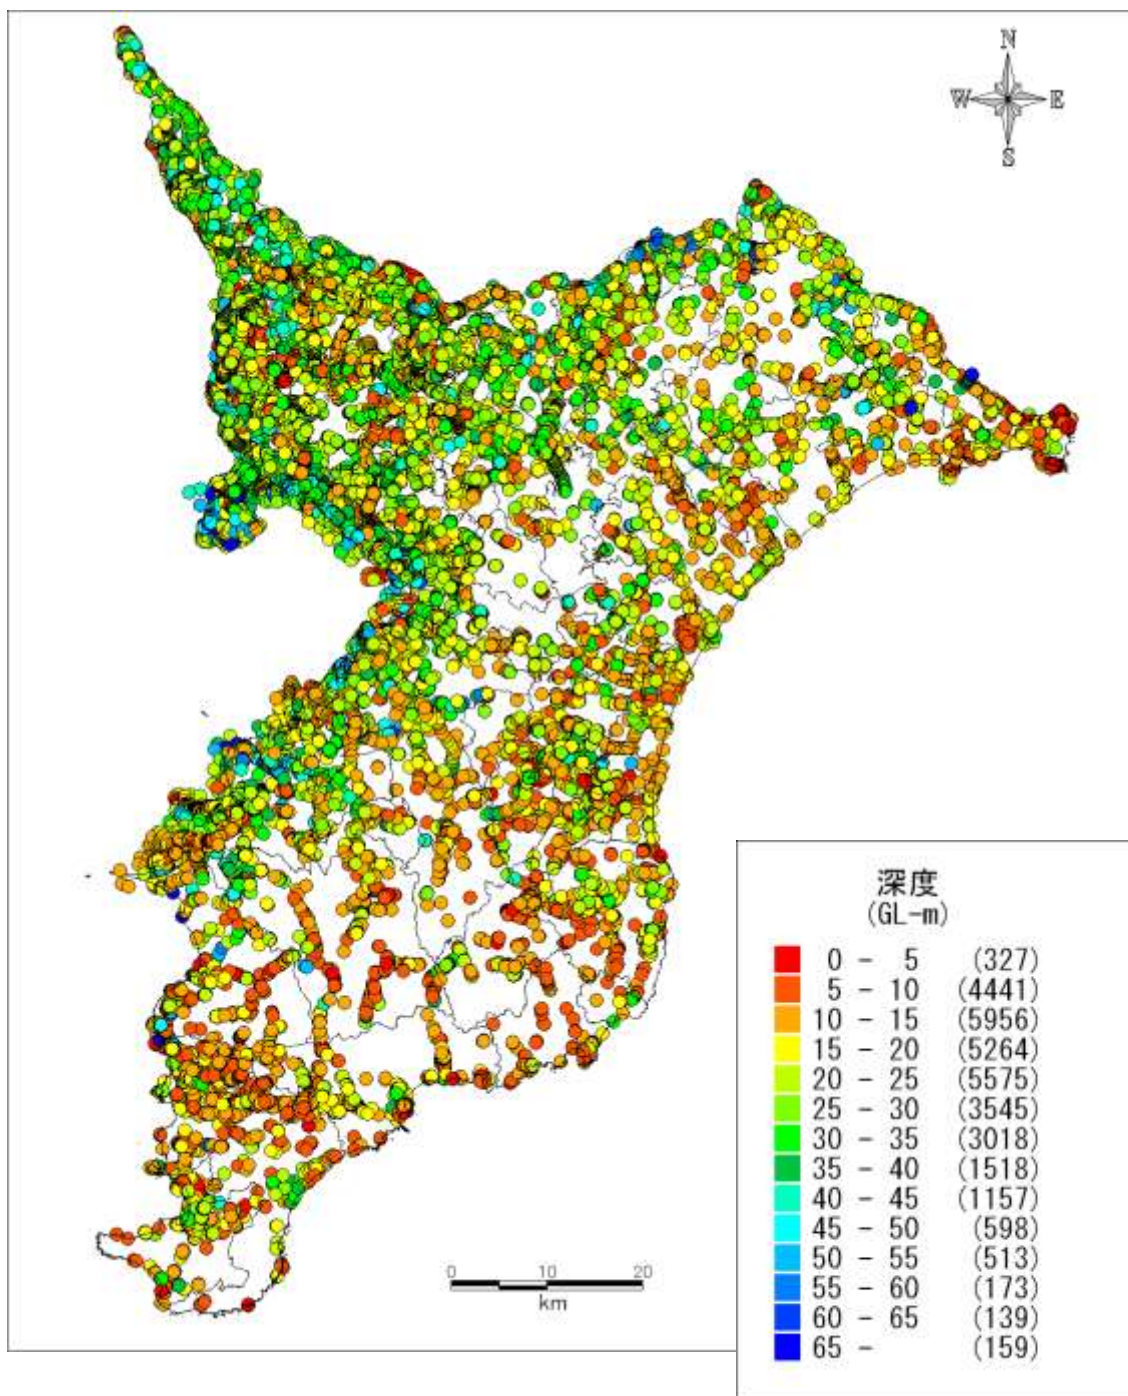 N
W E
S
深度
(GL-m)
0 - 5 (327)
5 - 10 (4441)
10 - 15 (5956)
15 - 20 (5264)
20 - 25 (5575)
25 - 30 (3545)
30 - 35 (3018)
35 - 40 (1518)
40 - 45 (1157)
45 - 50 (598)
50 - 55 (513)
55 - 60 (173)
60 - 65 (139)
65 - (159)
0 10 20
km